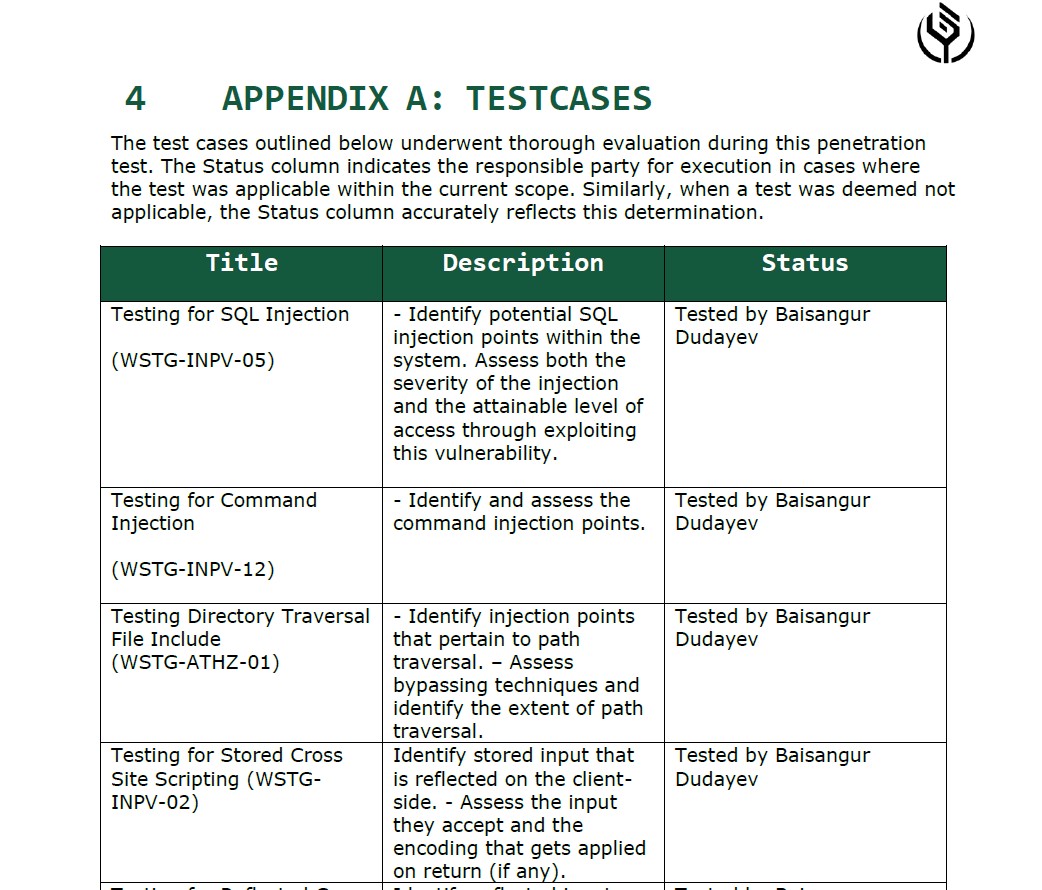 4 APPENDIX A: TESTCASES
The test cases outlined below underwent thorough evaluation during this penetration
test. The Status column indicates the responsible party for execution in cases where
the test was applicable within the current scope. Similarly, when a test was deemed not
applicable, the Status column accurately reflects this determination.
Title
Description
Status
Testing for SQL Injection
(WSTG-INPV-05)
- Identify potential SQL
injection points within the
system. Assess both the
severity of the injection
and the attainable level of
access through exploiting
this vulnerability.
Tested by Baisangur
Dudayev
Testing for Command
Injection
(WSTG-INPV-12)
- Identify and assess the
command injection points.
Tested by Baisangur
Dudayev
Testing Directory Traversal
File Include
(WSTG-ATHZ-01)
- Identify injection points
that pertain to path
traversal. – Assess
bypassing techniques and
identify the extent of path
traversal.
Tested by Baisangur
Dudayev
Testing for Stored Cross
Site Scripting (WSTG-
INPV-02)
Identify stored input that
is reflected on the client-
side. - Assess the input
they accept and the
encoding that gets applied
on return (if any).
Tested by Baisangur
Dudayev